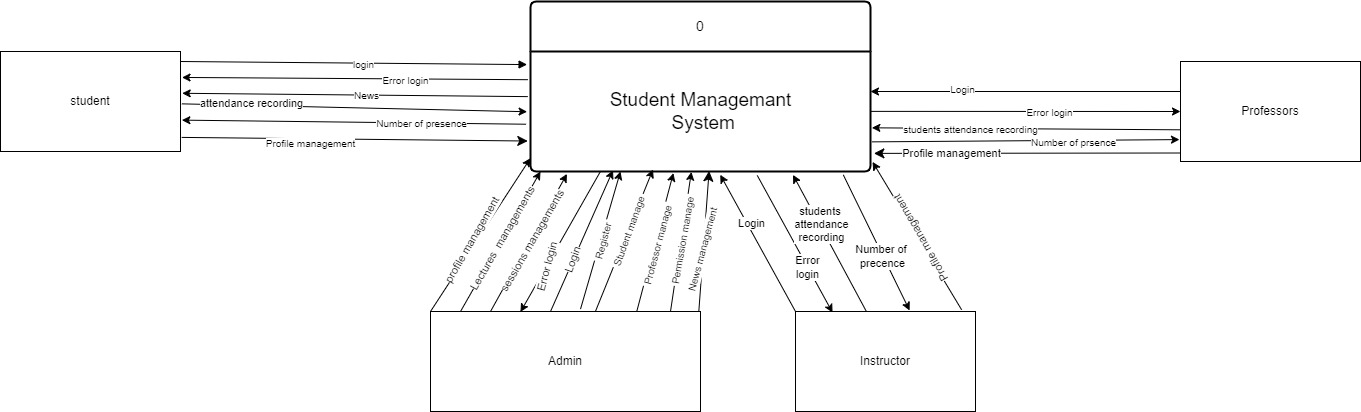 0
Student Managemant
System
student
login
Error login
News
attendance recording
Number of presence
Profile management
Professors
Login
Error login
students attendance recording
Number of prsence
Profile management
profile management
Lectures managements
sessions managements
Error login
Login
Register
Student manage
Professor manage
Permission manage
News management
Login
Error
login
students
attendance
recording
Number of
precence
Profile management
Admin
Instructor